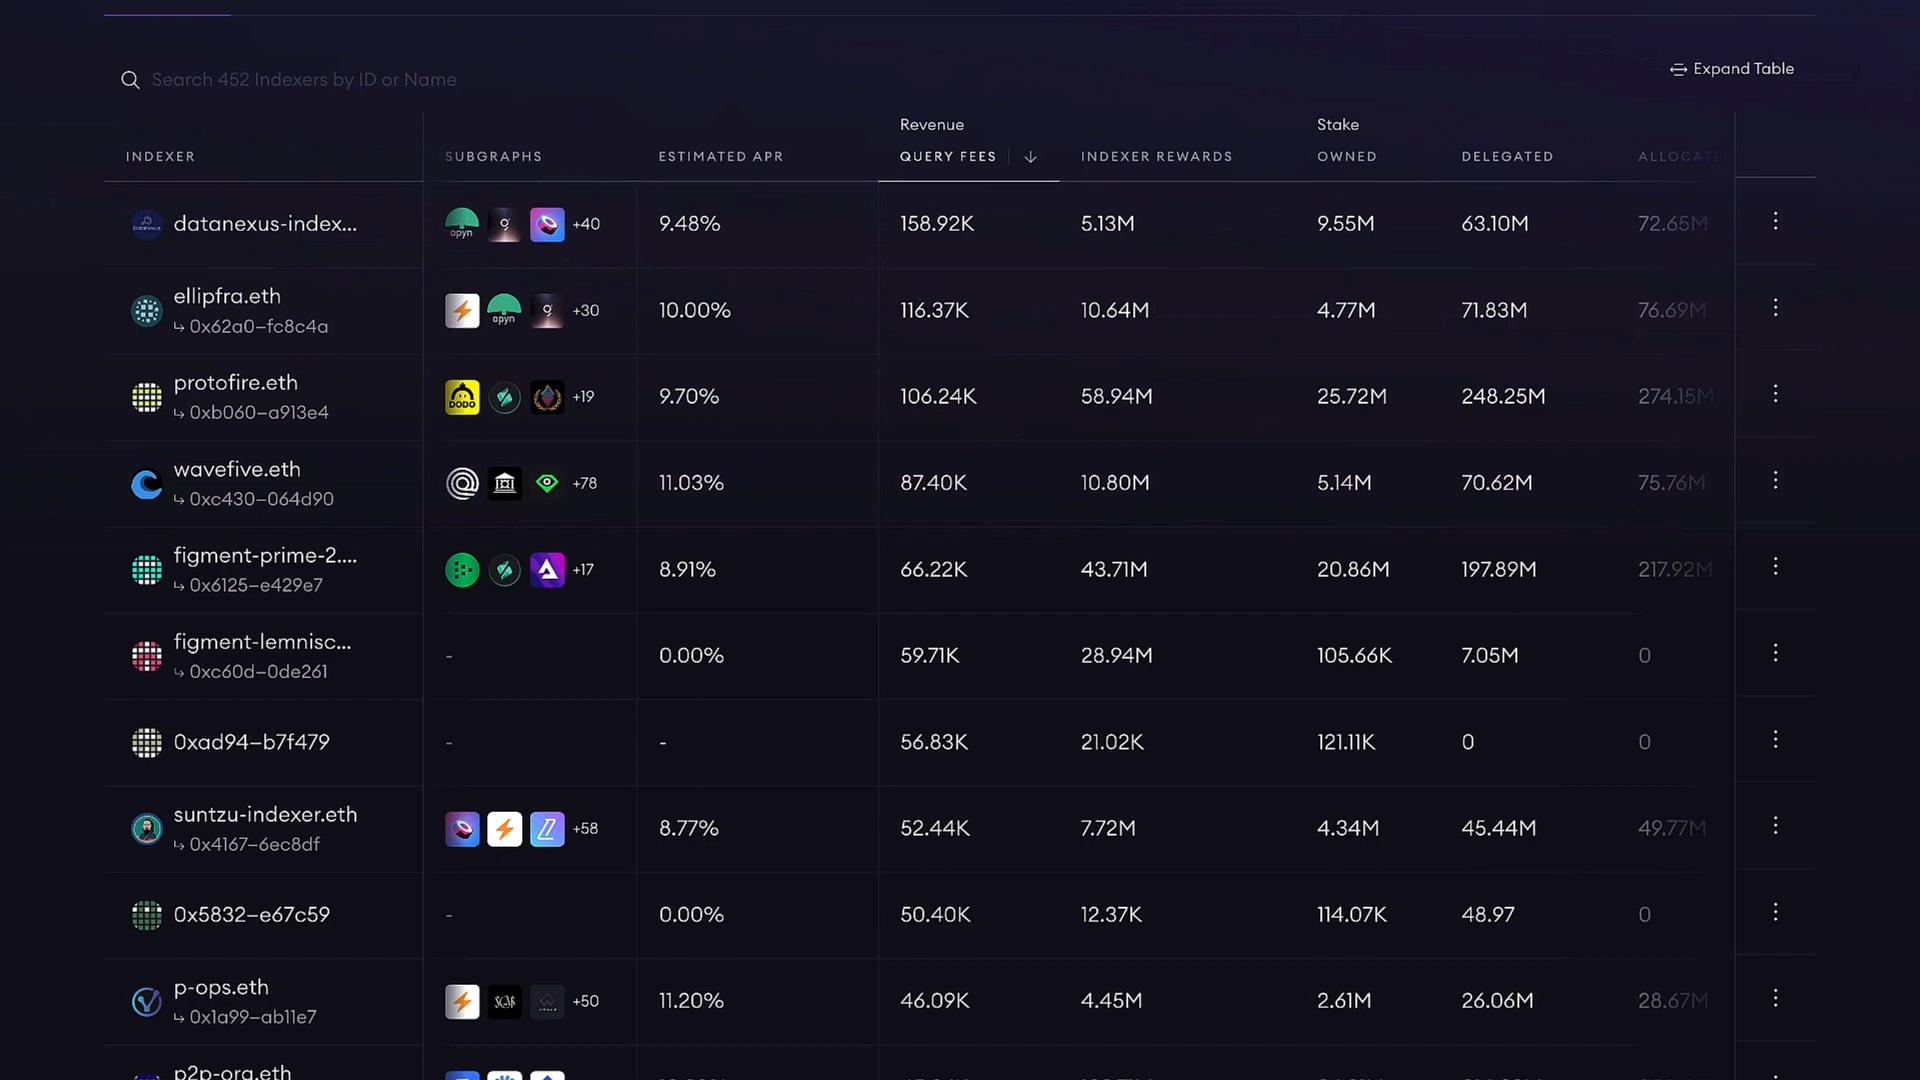 Search 452 Indexers by ID or Name
Expand Table
Revenue
Stake
INDEXER SUBGRAPHS ESTIMATED APR QUERY FEES INDEXER REWARDS OWNED DELEGATED ALLOCATE
datanexus-index... opyn +40 9.48% 158.92K 5.13M 9.55M 63.10M 72.65M
ellipfra.eth
0x62a0–fc8c4a opyn +30 10.00% 116.37K 10.64M 4.77M 71.83M 76.69M
protofire.eth
0xb060–a913e4 DODO +19 9.70% 106.24K 58.94M 25.72M 248.25M 274.15M
wavefive.eth
0xc430–064d90 +78 11.03% 87.40K 10.80M 5.14M 70.62M 75.76M
figment-prime-2....
0x6125–e429e7 +17 8.91% 66.22K 43.71M 20.86M 197.89M 217.92M
figment-lemnisc...
0xc60d–0de261 - 0.00% 59.71K 28.94M 105.66K 7.05M 0
0xad94–b7f479 - - 56.83K 21.02K 121.11K 0 0
suntzu-indexer.eth
0x4167–6ec8df +58 8.77% 52.44K 7.72M 4.34M 45.44M 49.77M
0x5832–e67c59 - 0.00% 50.40K 12.37K 114.07K 48.97 0
p-ops.eth
0x1a99–ab11e7 +50 11.20% 46.09K 4.45M 2.61M 26.06M 28.67M
p2p-org.eth